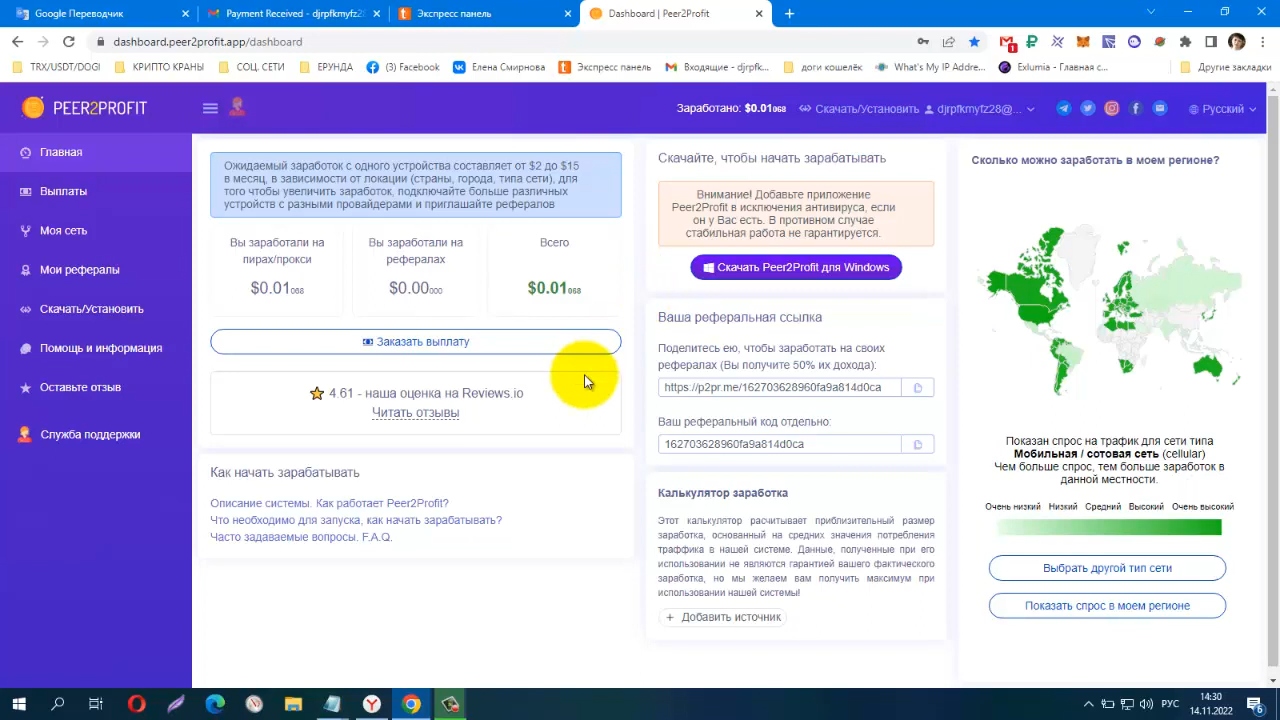 Google Переводчик
Payment Received - djrpfkmyfz2
Экспресс панель
Dashboard | Peer2Profit
dashboard.peer2profit.app/dashboard
1
TRX/USDT/DOGI
КРИПТО КРАНЫ
СОЦ. СЕТИ
ЕРУНДА
(3) Facebook
Елена Смирнова
Экспресс панель
Входящие - djrpfk...
доги кошелёк
What's My IP Addre...
Exlumia - Главная с...
Другие закладки
PEER2PROFIT
Заработано: $0.01068
Скачать/Установить
djrpfkmyfz28@...
Русский
Главная
Выплаты
Моя сеть
Мои рефералы
Скачать/Установить
Помощь и информация
Оставьте отзыв
Служба поддержки
Ожидаемый заработок с одного устройства составляет от $2 до $15
в месяц, в зависимости от локации (страны, города, типа сети), для
того чтобы увеличить заработок, подключайте больше различных
устройств с разными провайдерами и приглашайте рефералов
Вы заработали на
пирах/прокси
$0.01068
Вы заработали на
рефералах
$0.00000
Всего
$0.01068
Заказать выплату
4.61 - наша оценка на Reviews.io
Читать отзывы
Как начать зарабатывать
Описание системы. Как работает Peer2Profit?
Что необходимо для запуска, как начать зарабатывать?
Часто задаваемые вопросы. F.A.Q.
Скачайте, чтобы начать зарабатывать
Внимание! Добавьте приложение
Peer2Profit в исключения антивируса, если
он у Вас есть. В противном случае
стабильная работа не гарантируется.
Скачать Peer2Profit для Windows
Ваша реферальная ссылка
Поделитесь ею, чтобы заработать на своих
рефералах (Вы получите 50% их дохода):
https://p2pr.me/162703628960fa9a814d0ca
Ваш реферальный код отдельно:
162703628960fa9a814d0ca
Калькулятор заработка
Этот калькулятор расчитывает приблизительный размер
заработка, основанный на средних значения потребления
траффика в нашей системе. Данные, полученные при его
использовании не являются гарантией вашего фактического
заработка, но мы желаем вам получить максимум при
использовании нашей системы!
+ Добавить источник
Сколько можно заработать в моем регионе?
Показан спрос на трафик для сети типа
Мобильная / сотовая сеть (cellular)
Чем больше спрос, тем больше заработок в
данной местности.
Очень низкий Низкий Средний Высокий Очень высокий
Выбрать другой тип сети
Показать спрос в моем регионе
РУС
14:30
14.11.2022
6